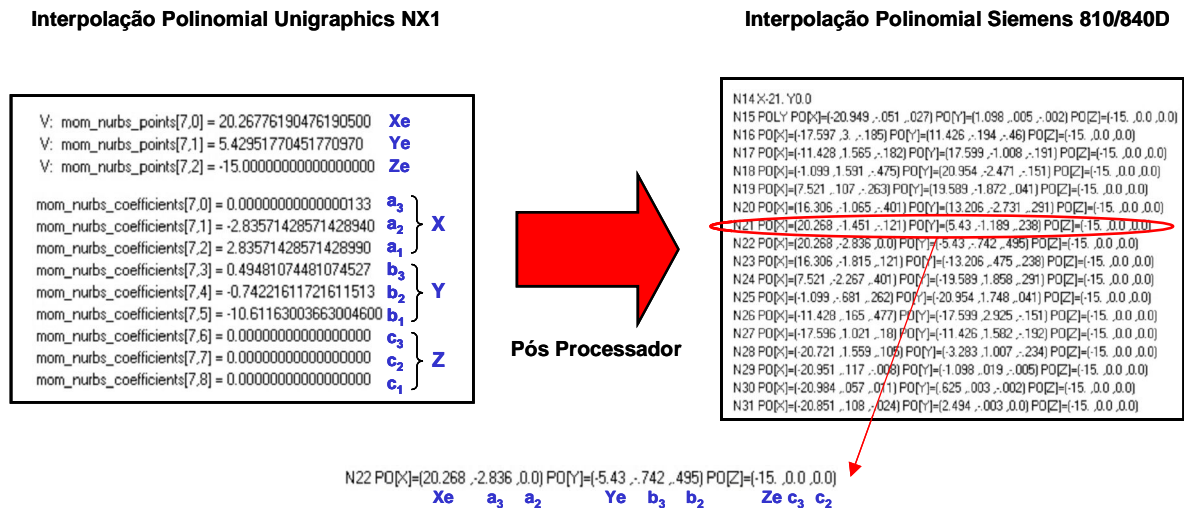 Interpolação Polinomial Unigraphics NX1
V: mom_nurbs_points[7,0] = 20.26776190476190500 Xe
V: mom_nurbs_points[7,1] = 5.42951770451770970 Ye
V: mom_nurbs_points[7,2] = -15.00000000000000000 Ze
mom_nurbs_coefficients[7,0] = 0.00000000000000133 a3
mom_nurbs_coefficients[7,1] = -2.83571428571428940 a2 X
mom_nurbs_coefficients[7,2] = 2.83571428571428990 a1
mom_nurbs_coefficients[7,3] = 0.49481074481074527 b3
mom_nurbs_coefficients[7,4] = -0.74221611721611513 b2 Y
mom_nurbs_coefficients[7,5] = -10.61163003663004600 b1
mom_nurbs_coefficients[7,6] = 0.00000000000000000 c3
mom_nurbs_coefficients[7,7] = 0.00000000000000000 c2 Z
mom_nurbs_coefficients[7,8] = 0.00000000000000000 c1
Pós Processador
Interpolação Polinomial Siemens 810/840D
N14 X-21. Y0.0
N15 POLY PO[X]=(-20.949 ,-.051 ,.027) PO[Y]=(1.098 ,.005 ,-.002) PO[Z]=(-15. ,0.0 ,0.0)
N16 PO[X]=(-17.597 ,3. ,-.185) PO[Y]=(11.426 ,-.194 ,-.46) PO[Z]=(-15. ,0.0 ,0.0)
N17 PO[X]=(-11.428 ,1.565 ,-.182) PO[Y]=(17.599 ,-1.008 ,-.191) PO[Z]=(-15. ,0.0 ,0.0)
N18 PO[X]=(-1.099 ,1.591 ,-.475) PO[Y]=(20.954 ,-2.471 ,-.151) PO[Z]=(-15. ,0.0 ,0.0)
N19 PO[X]=(7.521 ,.107 ,-.263) PO[Y]=(19.589 ,-1.872 ,.041) PO[Z]=(-15. ,0.0 ,0.0)
N20 PO[X]=(16.306 ,-1.065 ,-.401) PO[Y]=(13.206 ,-2.731 ,.291) PO[Z]=(-15. ,0.0 ,0.0)
N21 PO[X]=(20.268 ,-1.451 ,-.121) PO[Y]=(5.43 ,-1.189 ,.238) PO[Z]=(-15. ,0.0 ,0.0)
N22 PO[X]=(20.268 ,-2.836 ,0.0) PO[Y]=(-5.43 ,-.742 ,.495) PO[Z]=(-15. ,0.0 ,0.0)
N23 PO[X]=(16.306 ,-1.815 ,.121) PO[Y]=(-13.206 ,.475 ,.238) PO[Z]=(-15. ,0.0 ,0.0)
N24 PO[X]=(7.521 ,-2.267 ,.401) PO[Y]=(-19.589 ,1.858 ,.291) PO[Z]=(-15. ,0.0 ,0.0)
N25 PO[X]=(-1.099 ,-.681 ,.262) PO[Y]=(-20.954 ,1.748 ,.041) PO[Z]=(-15. ,0.0 ,0.0)
N26 PO[X]=(-11.428 ,.165 ,.477) PO[Y]=(-17.599 ,2.925 ,-.151) PO[Z]=(-15. ,0.0 ,0.0)
N27 PO[X]=(-17.596 ,1.021 ,.18) PO[Y]=(-11.426 ,1.582 ,-.192) PO[Z]=(-15. ,0.0 ,0.0)
N28 PO[X]=(-20.721 ,1.559 ,.105) PO[Y]=(-3.283 ,1.007 ,-.234) PO[Z]=(-15. ,0.0 ,0.0)
N29 PO[X]=(-20.951 ,.117 ,-.008) PO[Y]=(-1.098 ,.019 ,-.005) PO[Z]=(-15. ,0.0 ,0.0)
N30 PO[X]=(-20.984 ,.057 ,.011) PO[Y]=(.625 ,.003 ,-.002) PO[Z]=(-15. ,0.0 ,0.0)
N31 PO[X]=(-20.851 ,.108 ,-.024) PO[Y]=(2.494 ,-.003 ,0.0) PO[Z]=(-15. ,0.0 ,0.0)
N22 PO[X]=(20.268 ,-2.836 ,0.0) PO[Y]=(-5.43 ,-.742 ,.495) PO[Z]=(-15. ,0.0 ,0.0)
Xe a3 a2 Ye b3 b2 Ze c3 c2